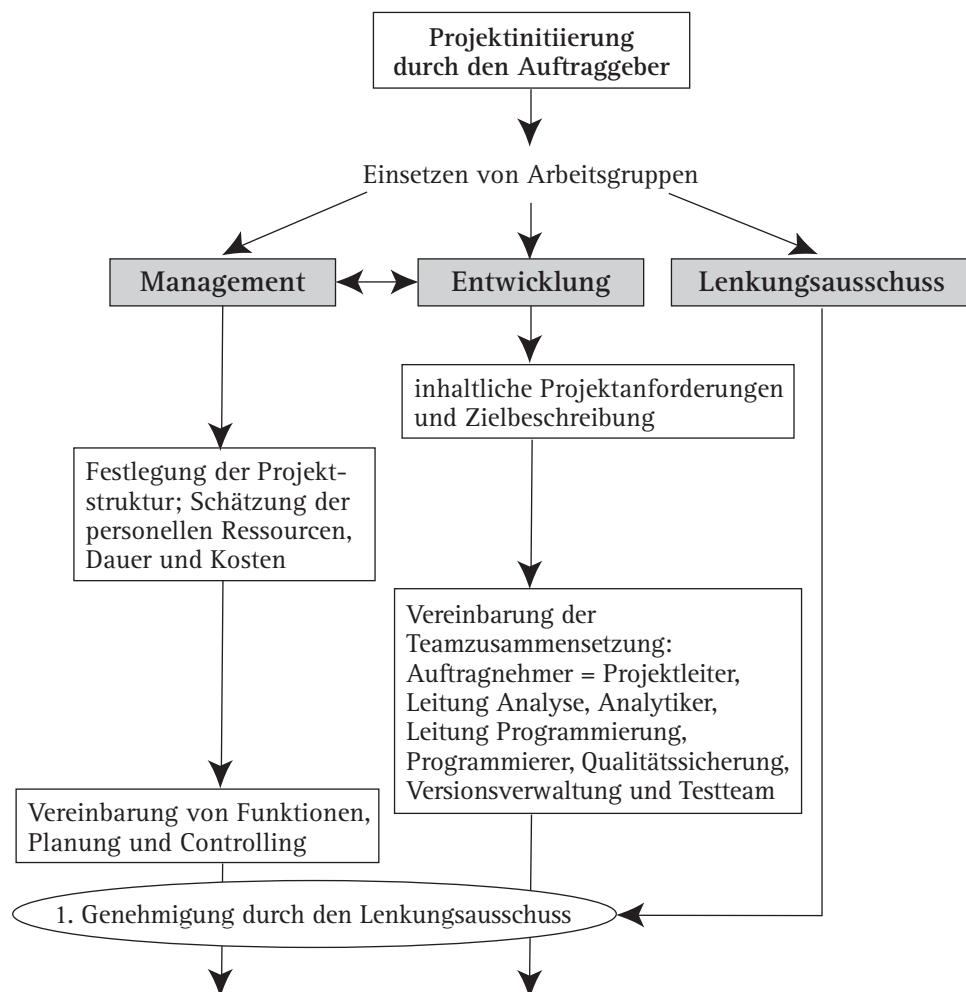 Projektinitiierung
durch den Auftraggeber
Einsetzen von Arbeitsgruppen
Management
Entwicklung
Lenkungsausschuss
inhaltliche Projektanforderungen
und Zielbeschreibung
Festlegung der Projekt-
struktur; Schätzung der
personellen Ressourcen,
Dauer und Kosten
Vereinbarung der
Teamzusammensetzung:
Auftragnehmer = Projektleiter,
Leitung Analyse, Analytiker,
Leitung Programmierung,
Programmierer, Qualitätssicherung,
Versionsverwaltung und Testteam
Vereinbarung von Funktionen,
Planung und Controlling
1. Genehmigung durch den Lenkungsausschuss